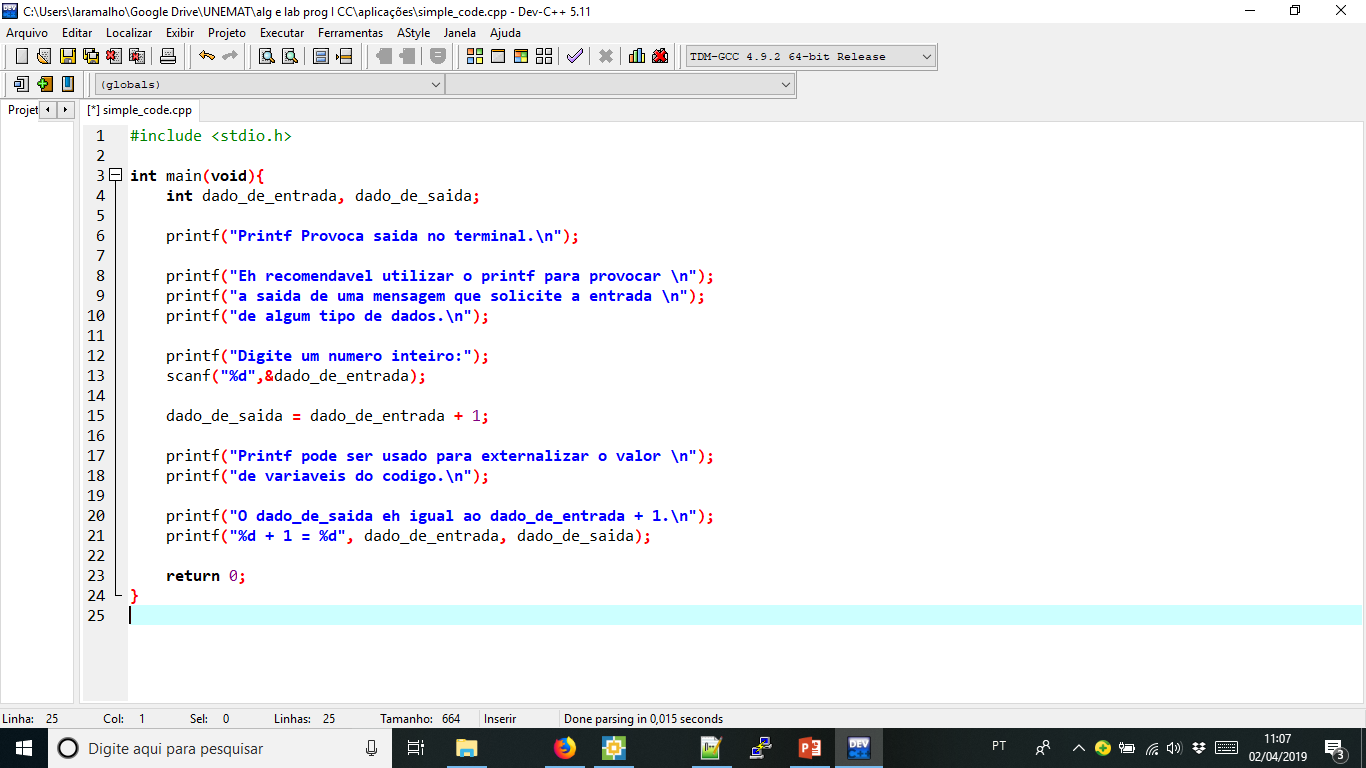 C:\Users\laramalho\Google Drive\UNEMAT\alg e lab prog I CC\aplicações\simple_code.cpp - Dev-C++ 5.11
Arquivo Editar Localizar Exibir Projeto Executar Ferramentas AStyle Janela Ajuda
TDM-GCC 4.9.2 64-bit Release
(globals)
Projet [*] simple_code.cpp
1 #include <stdio.h>
2
3 int main(void){
4 int dado_de_entrada, dado_de_saida;
5
6 printf("Printf Provoca saida no terminal.\n");
7
8 printf("Eh recomendavel utilizar o printf para provocar \n");
9 printf("a saida de uma mensagem que solicite a entrada \n");
10 printf("de algum tipo de dados.\n");
11
12 printf("Digite um numero inteiro:");
13 scanf("%d",&dado_de_entrada);
14
15 dado_de_saida = dado_de_entrada + 1;
16
17 printf("Printf pode ser usado para externalizar o valor \n");
18 printf("de variaveis do codigo.\n");
19
20 printf("O dado_de_saida eh igual ao dado_de_entrada + 1.\n");
21 printf("%d + 1 = %d", dado_de_entrada, dado_de_saida);
22
23 return 0;
24 }
25
Linha: 25 Col: 1 Sel: 0 Linhas: 25 Tamanho: 664 Inserir Done parsing in 0,015 seconds
Digite aqui para pesquisar
DEV
PT
11:07
02/04/2019
3